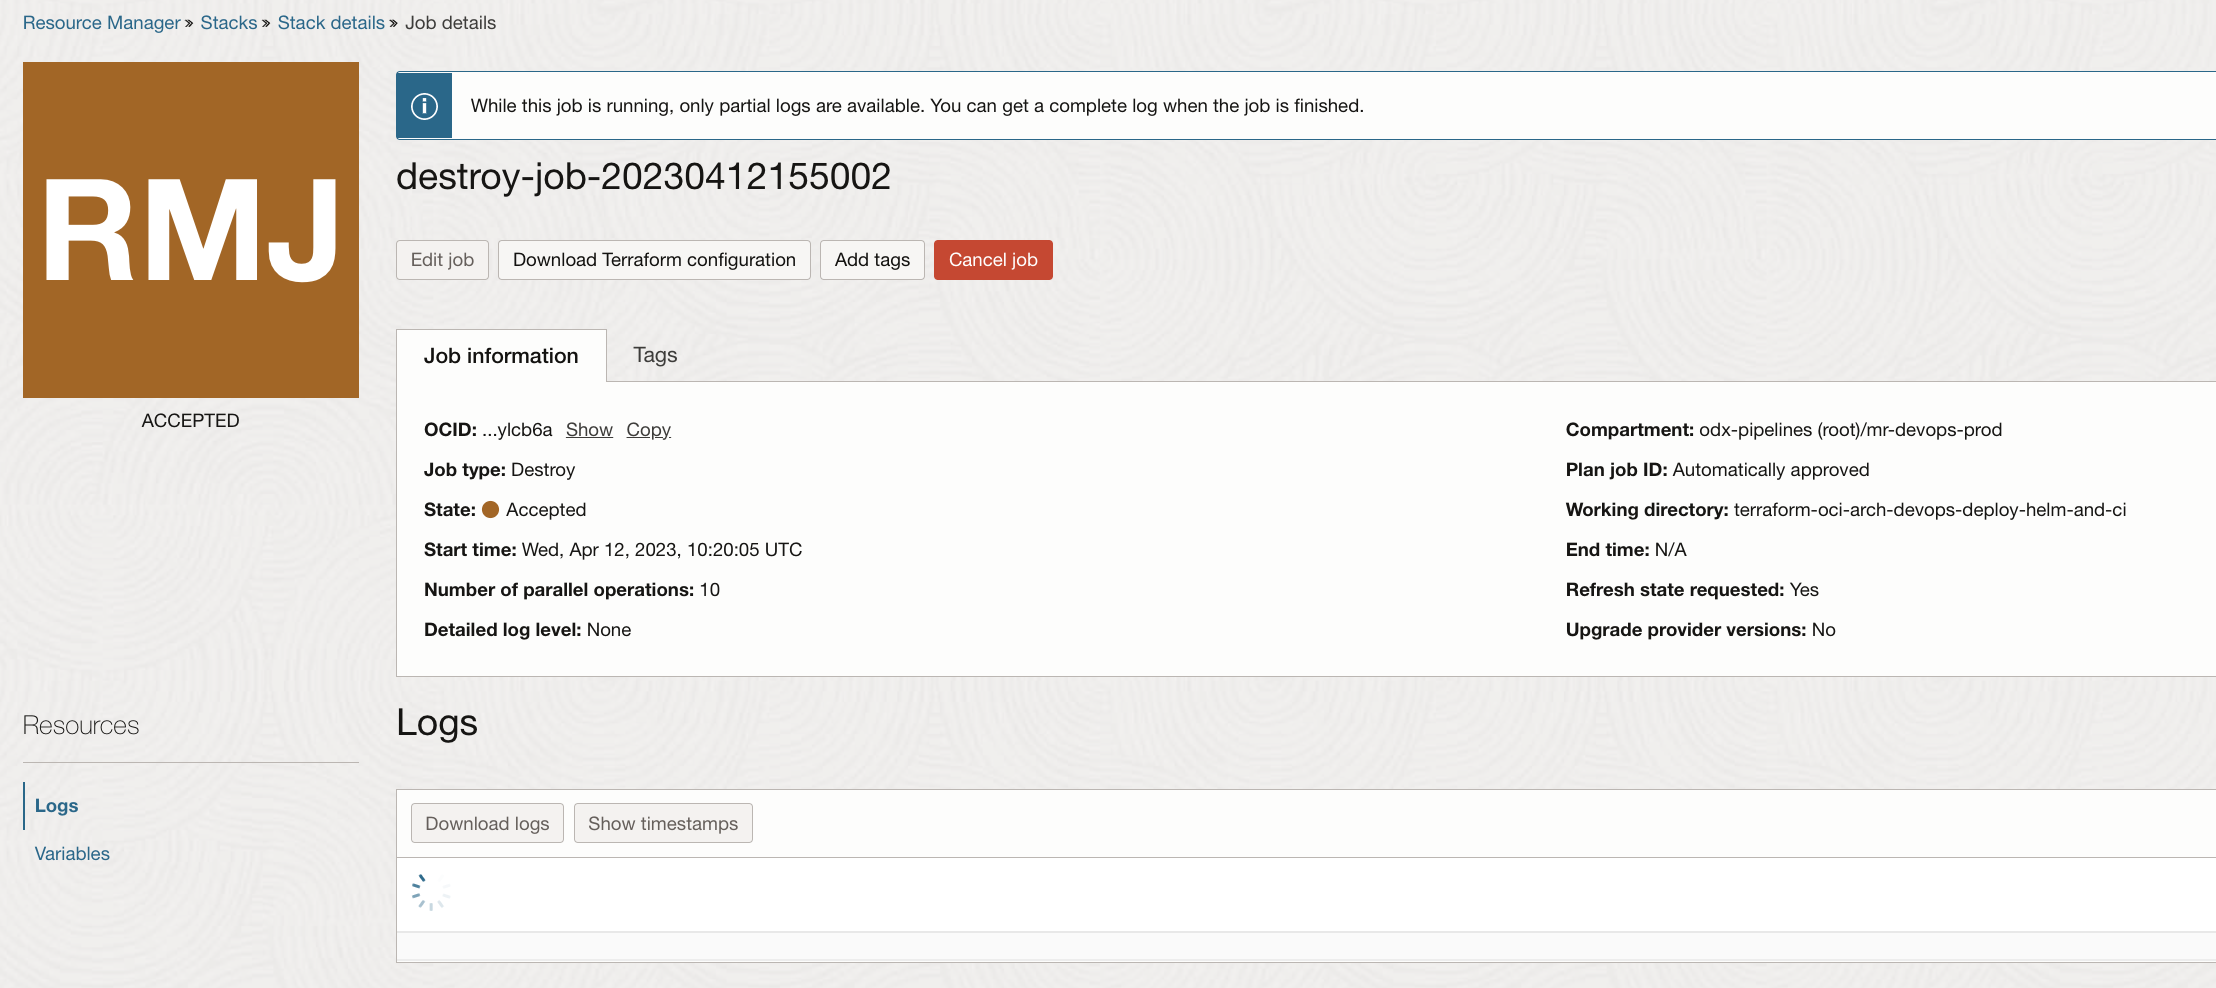 Resource Manager » Stacks » Stack details » Job details
RMJ
ACCEPTED
While this job is running, only partial logs are available. You can get a complete log when the job is finished.
destroy-job-20230412155002
Edit job Download Terraform configuration Add tags Cancel job
Job information Tags
OCID: ...ylcb6a Show Copy
Job type: Destroy
State: Accepted
Start time: Wed, Apr 12, 2023, 10:20:05 UTC
Number of parallel operations: 10
Detailed log level: None
Compartment: odx-pipelines (root)/mr-devops-prod
Plan job ID: Automatically approved
Working directory: terraform-oci-arch-devops-deploy-helm-and-ci
End time: N/A
Refresh state requested: Yes
Upgrade provider versions: No
Resources
Logs
Variables
Logs
Download logs Show timestamps